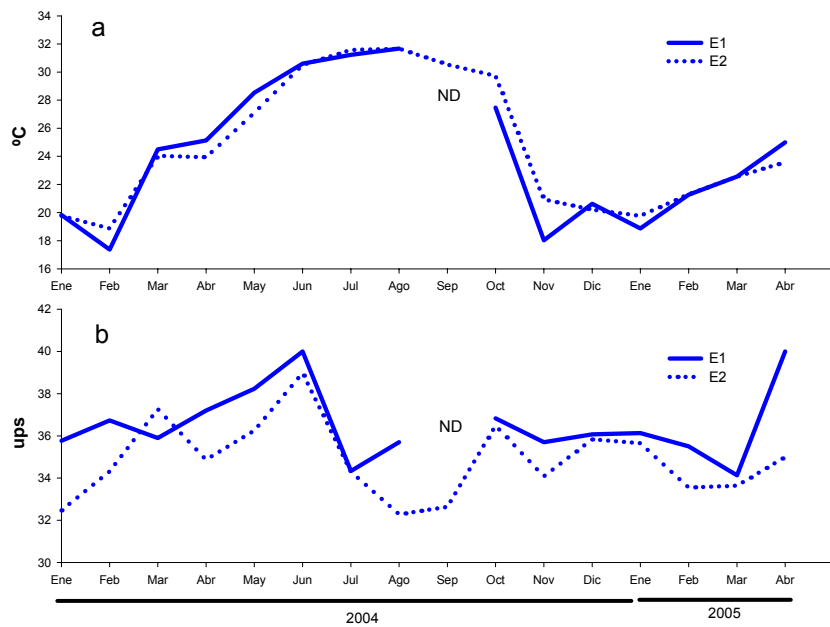 a
34
32
30
28
26
24
22
20
18
16
ºC
E1
E2
ND
Ene Feb Mar Abr May Jun Jul Ago Sep Oct Nov Dic Ene Feb Mar Abr
b
42
40
38
36
34
32
30
ups
E1
E2
ND
Ene Feb Mar Abr May Jun Jul Ago Sep Oct Nov Dic Ene Feb Mar Abr
2004 2005